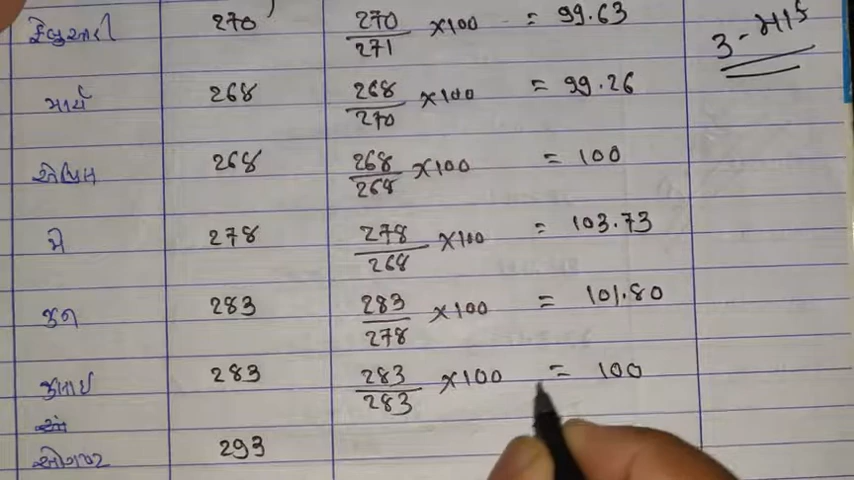 ફેબ્રુઆરી 270 270/271 ×100 = 99.63 3-માર્ક
માર્ચ 268 268/270 ×100 = 99.26
એપ્રિલ 268 268/268 ×100 = 100
મે 278 278/268 ×100 = 103.73
જુન 283 283/278 ×100 = 101.80
જુલાઈ 283 283/283 ×100 = 100
ઓગષ્ટ 293